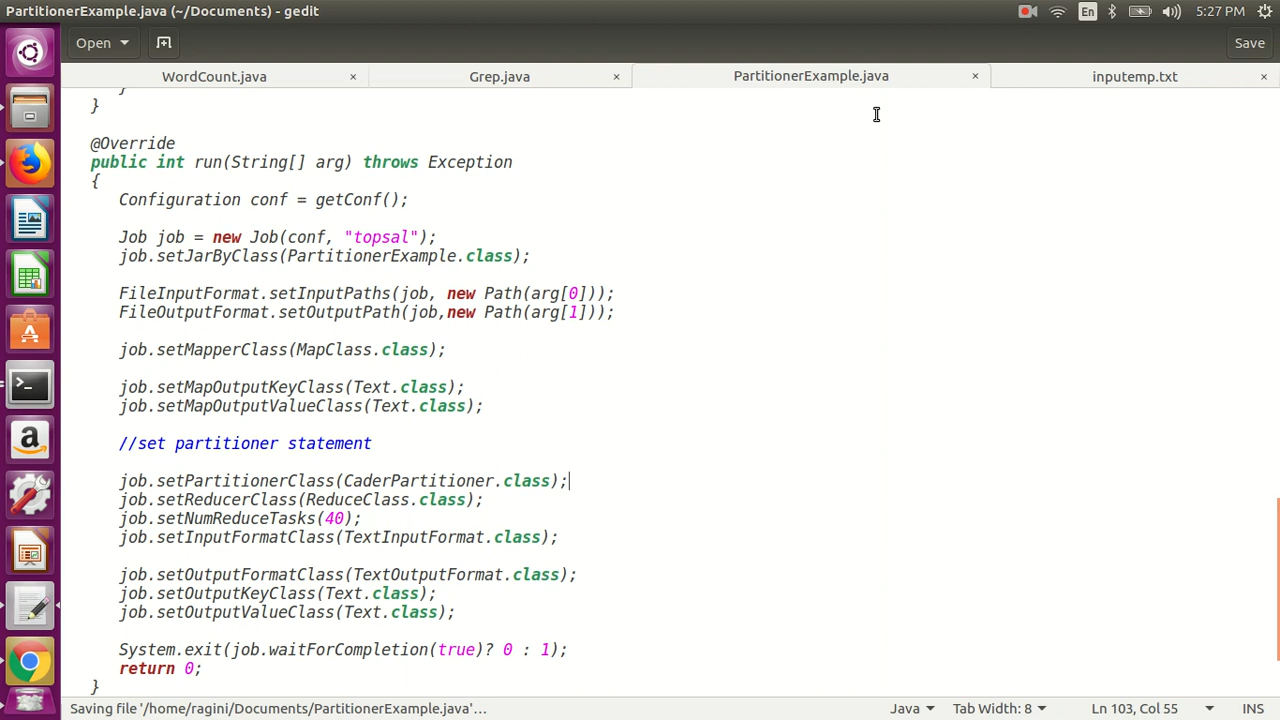 PartitionerExample.java (~/Documents) - gedit
En
5:27 PM
Open
Save
WordCount.java
Grep.java
PartitionerExample.java
inputemp.txt
}
}
@Override
public int run(String[] arg) throws Exception
{
Configuration conf = getConf();
Job job = new Job(conf, "topsal");
job.setJarByClass(PartitionerExample.class);
FileInputFormat.setInputPaths(job, new Path(arg[0]));
FileOutputFormat.setOutputPath(job,new Path(arg[1]));
job.setMapperClass(MapClass.class);
job.setMapOutputKeyClass(Text.class);
job.setMapOutputValueClass(Text.class);
//set partitioner statement
job.setPartitionerClass(CaderPartitioner.class);
job.setReducerClass(ReduceClass.class);
job.setNumReduceTasks(40);
job.setInputFormatClass(TextInputFormat.class);
job.setOutputFormatClass(TextOutputFormat.class);
job.setOutputKeyClass(Text.class);
job.setOutputValueClass(Text.class);
System.exit(job.waitForCompletion(true)? 0 : 1);
return 0;
}
Saving file '/home/ragini/Documents/PartitionerExample.java'…
Java
Tab Width: 8
Ln 103, Col 55
INS